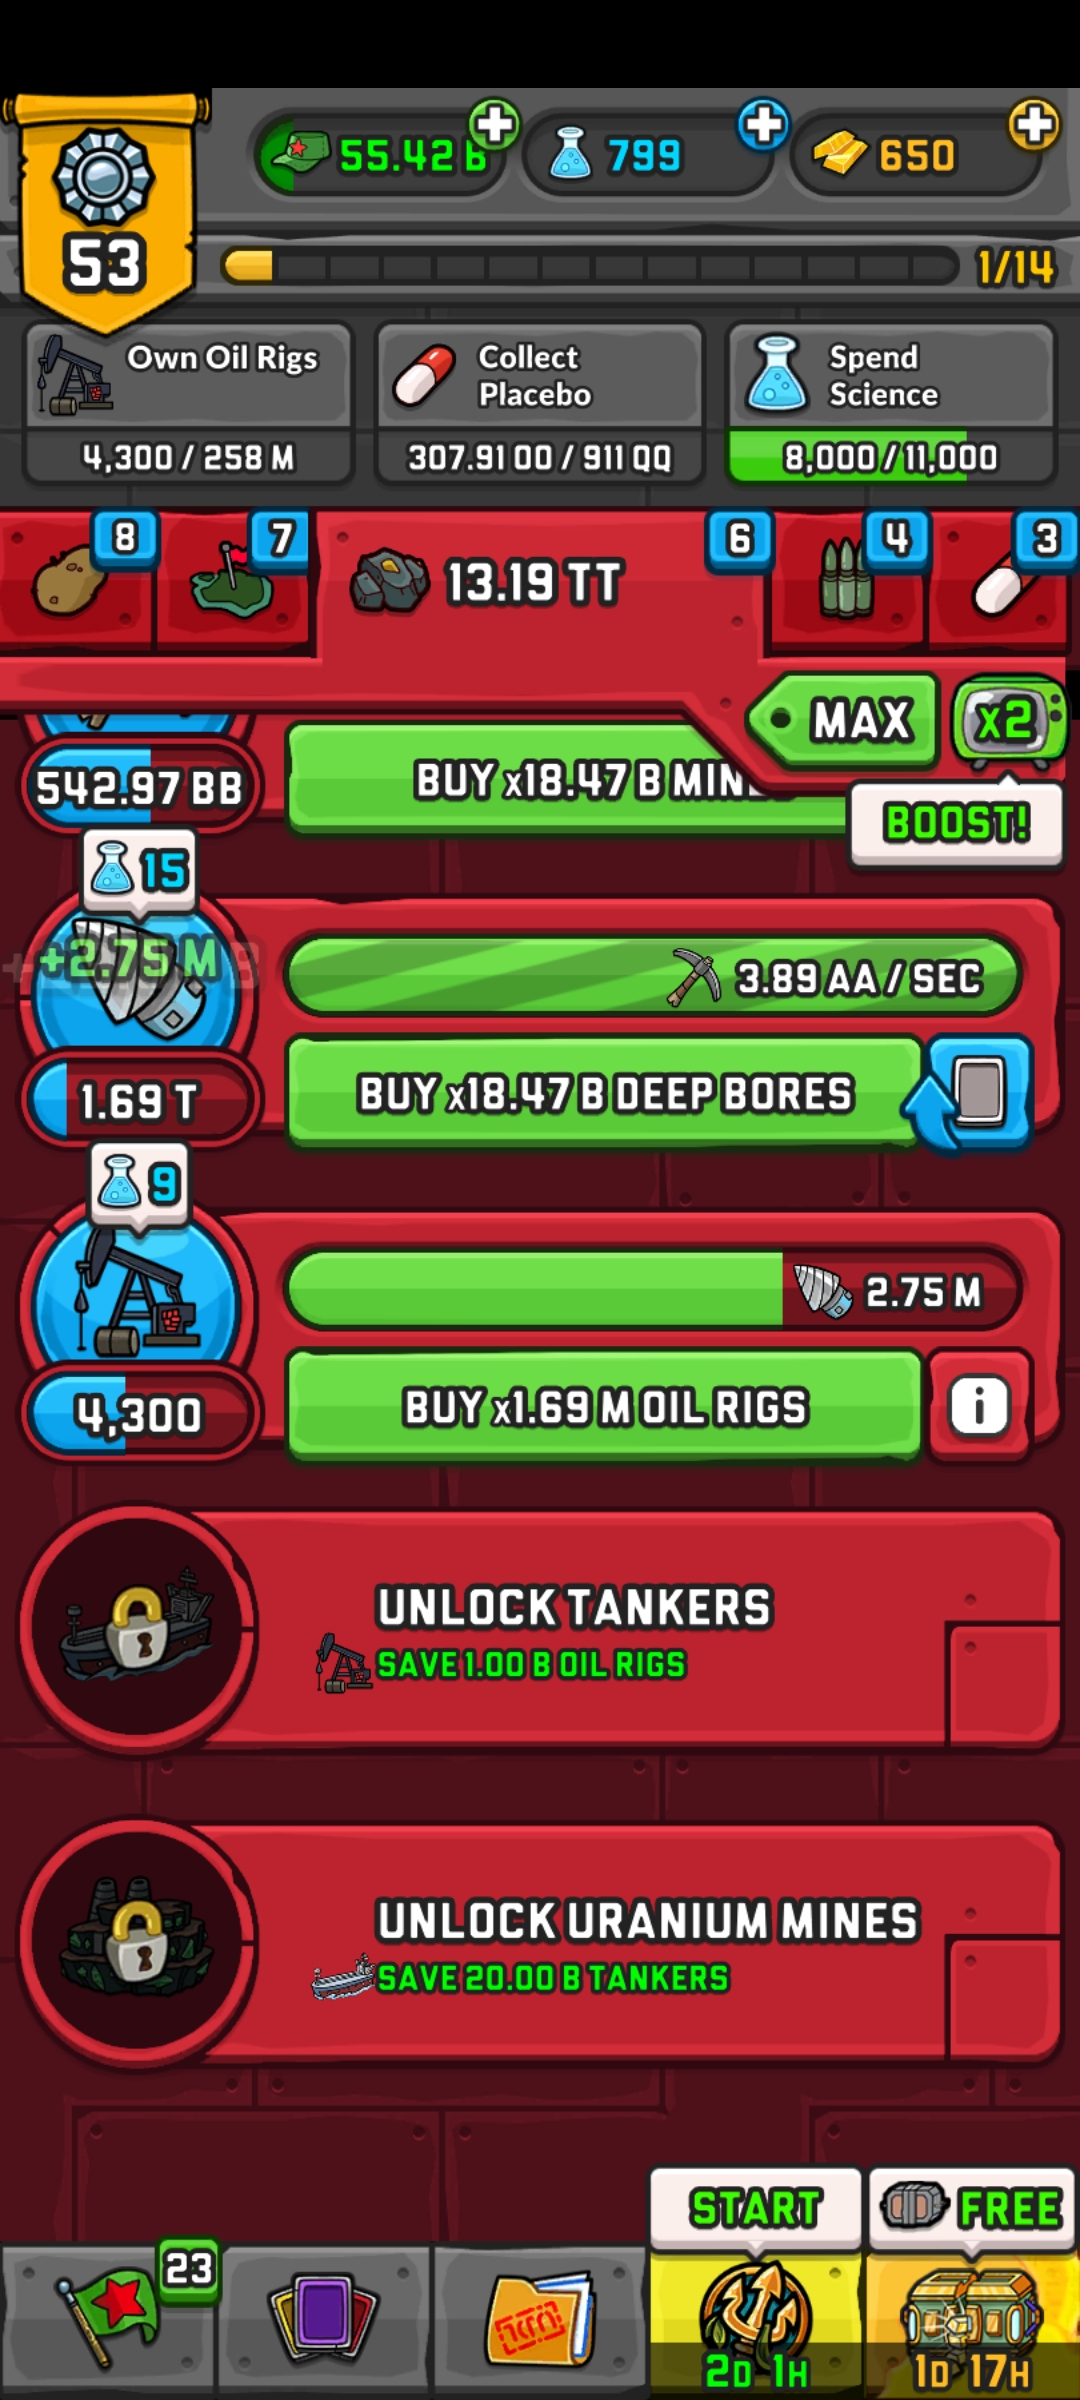 55.42 B
799
650
53
1/14
Own Oil Rigs
4,300 / 258 M
Collect
Placebo
307.91 OO / 911 QQ
Spend
Science
8,000 / 11,000
8
7
13.19 TT
6
4
3
MAX
x2
BOOST!
542.97 BB
BUY x18.47 B MIN
15
+2.75 M
3.89 AA / SEC
1.69 T
BUY x18.47 B DEEP BORES
9
2.75 M
4,300
BUY x1.69 M OIL RIGS
i
UNLOCK TANKERS
SAVE 1.00 B OIL RIGS
UNLOCK URANIUM MINES
SAVE 20.00 B TANKERS
START
FREE
23
2D 1H
1D 17H